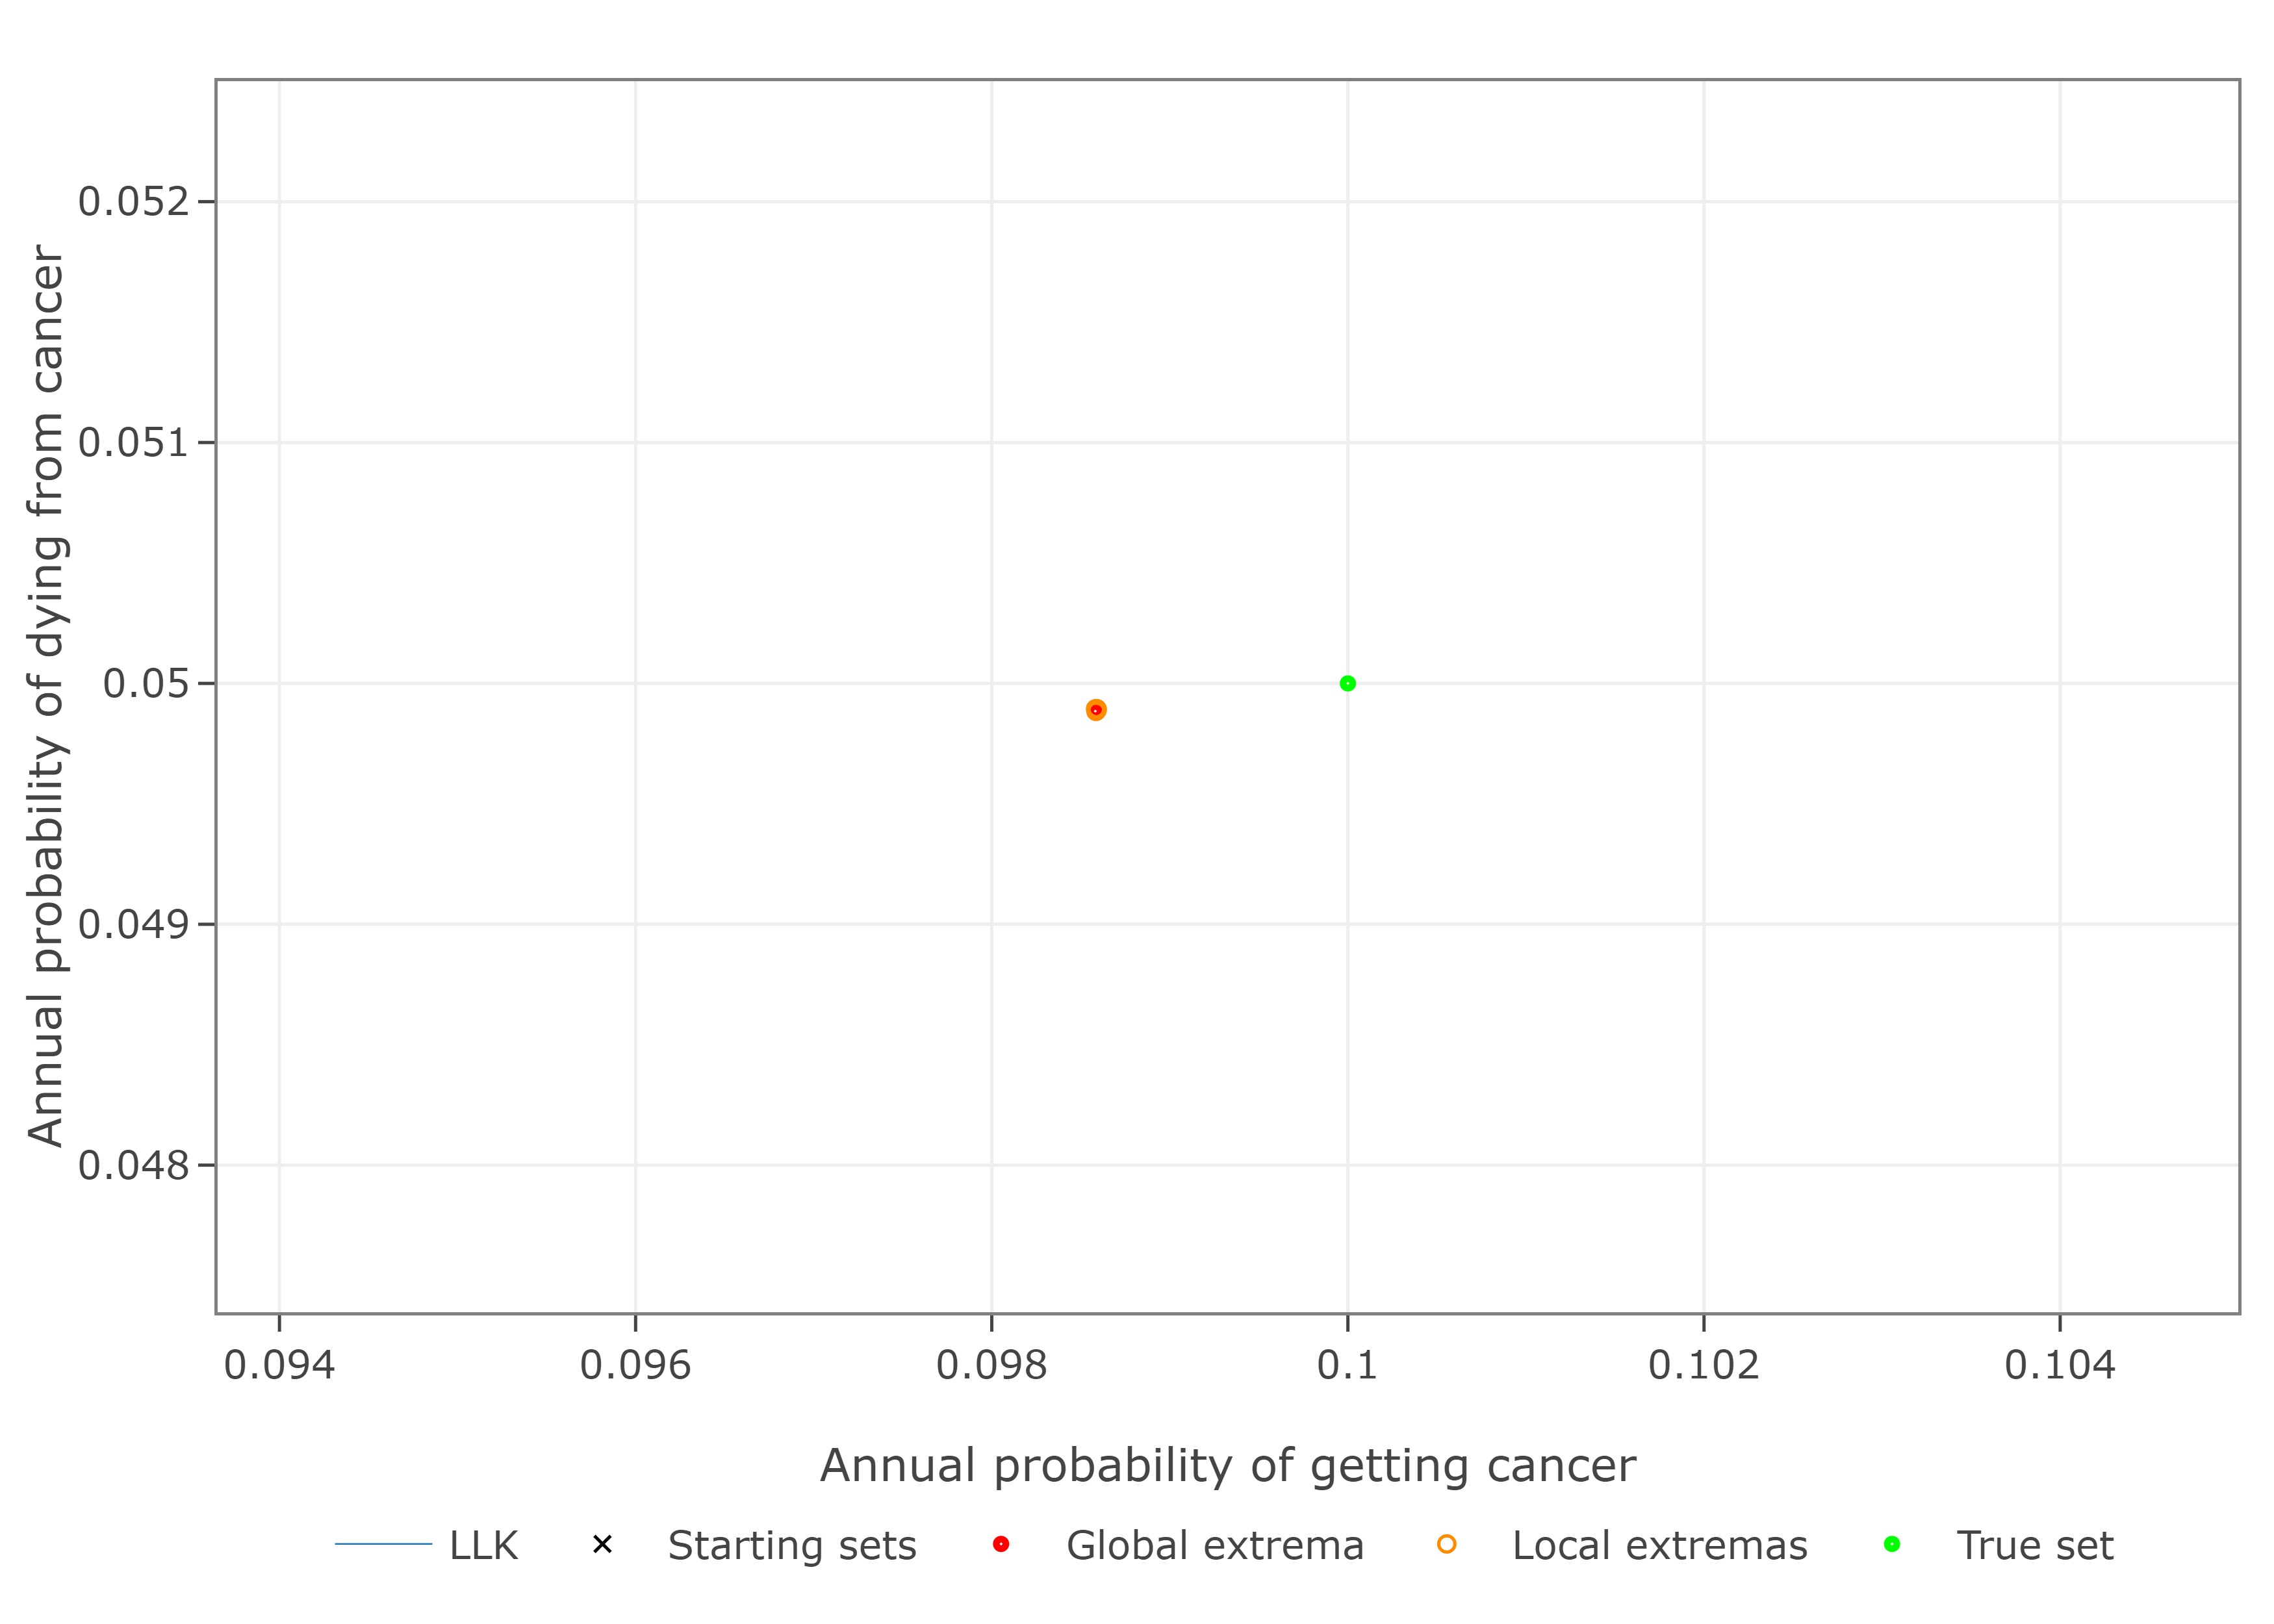 Annual probability of dying from cancer
0.052
0.051
0.05
0.049
0.048
0.094 0.096 0.098 0.1 0.102 0.104
Annual probability of getting cancer
LLK Starting sets Global extrema Local extremas True set